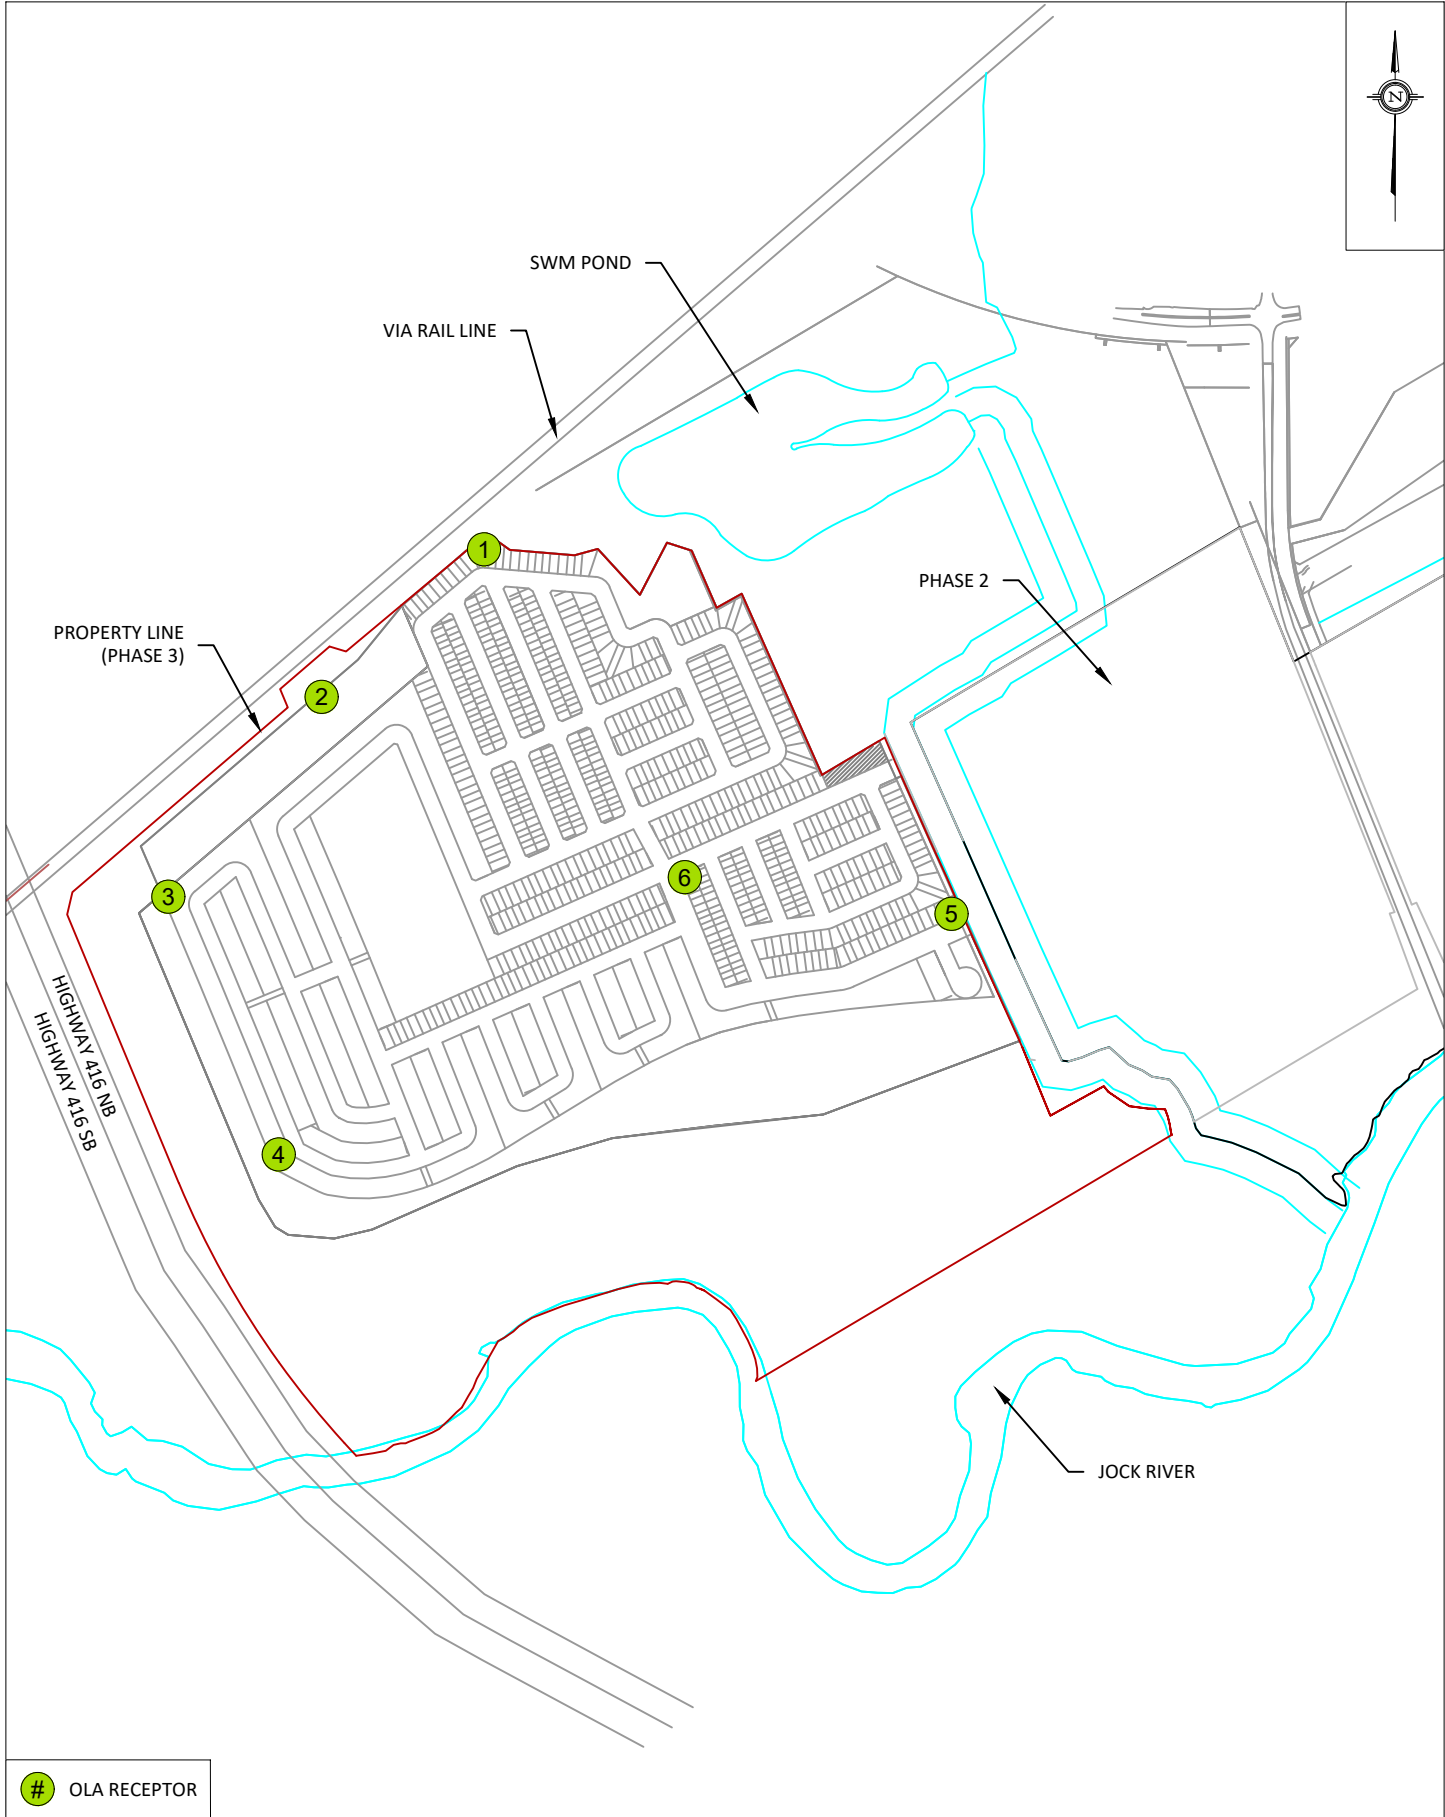 N
SWM POND
VIA RAIL LINE
1
PHASE 2
PROPERTY LINE
(PHASE 3)
2
6
3
5
HIGHWAY 416 NB
HIGHWAY 416 SB
4
JOCK RIVER
# OLA RECEPTOR